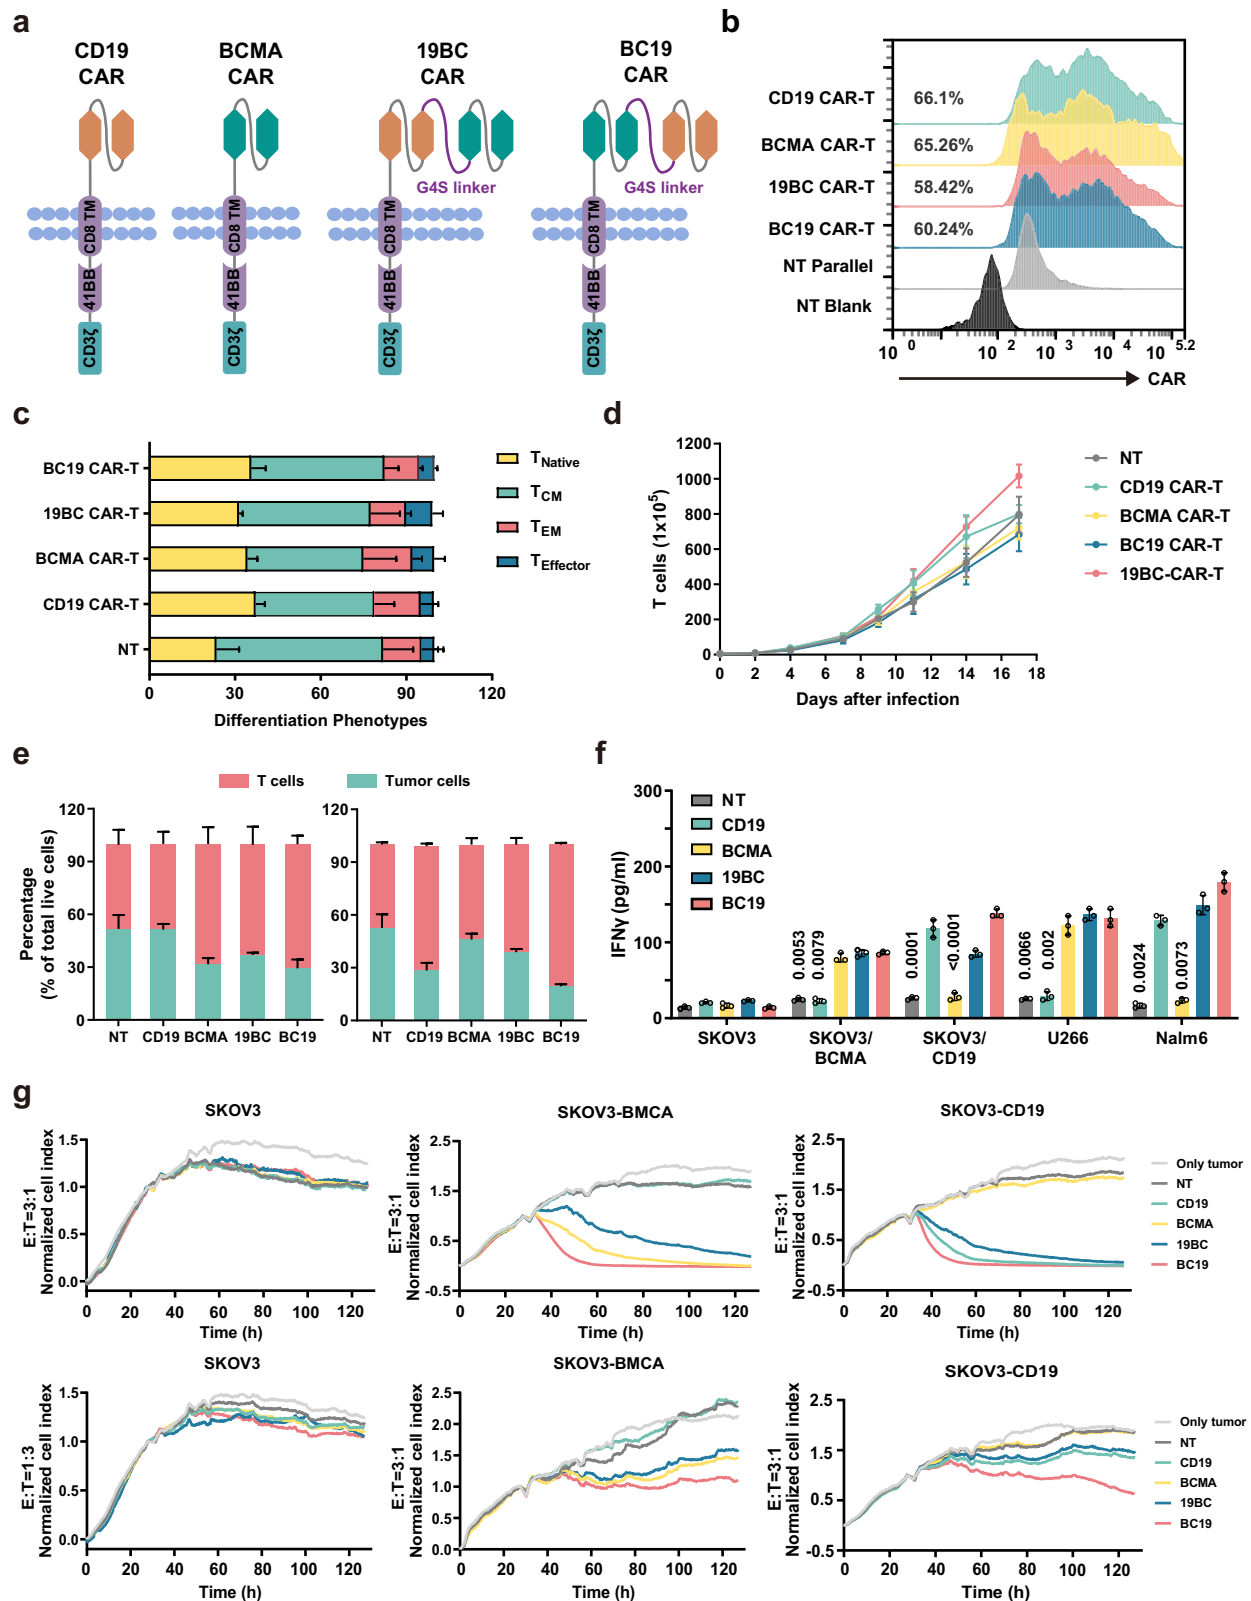 a
CD19
CAR
BCMA
CAR
19BC
CAR
BC19
CAR
G4S linker
G4S linker
CD8 TM
CD8 TM
CD8 TM
CD8 TM
41BB
41BB
41BB
41BB
CD3ζ
CD3ζ
CD3ζ
CD3ζ
b
CD19 CAR-T
66.1%
BCMA CAR-T
65.26%
19BC CAR-T
58.42%
BC19 CAR-T
60.24%
NT Parallel
NT Blank
10 0
10 2
10 3
10 4
10 5.2
CAR
c
BC19 CAR-T
19BC CAR-T
BCMA CAR-T
CD19 CAR-T
NT
0 30 60 90 120
Differentiation Phenotypes
TNative
TCM
TEM
TEffector
d
T cells (1x10⁵)
1200
1000
800
600
400
200
0
0 2 4 6 8 10 12 14 16 18
Days after infection
NT
CD19 CAR-T
BCMA CAR-T
BC19 CAR-T
19BC-CAR-T
e
T cells
Tumor cells
Percentage
(% of total live cells)
120
90
60
30
0
NT CD19 BCMA 19BC BC19
120
90
60
30
0
NT CD19 BCMA 19BC BC19
f
IFNγ (pg/ml)
300
200
100
0
NT
CD19
BCMA
19BC
BC19
0.0053
0.0079
0.0001
<0.0001
0.0066
0.002
0.0024
0.0073
SKOV3
SKOV3/
BCMA
SKOV3/
CD19
U266
Nalm6
g
SKOV3
E:T=3:1
Normalized cell index
1.5
1.0
0.5
0.0
0 20 40 60 80 100 120
Time (h)
SKOV3-BMCA
E:T=3:1
Normalized cell index
2.5
1.5
0.5
-0.5
0 20 40 60 80 100 120
Time (h)
SKOV3-CD19
E:T=3:1
Normalized cell index
2.5
1.5
0.5
-0.5
0 20 40 60 80 100 120
Time (h)
Only tumor
NT
CD19
BCMA
19BC
BC19
SKOV3
E:T=1:3
Normalized cell index
1.5
1.0
0.5
0.0
0 20 40 60 80 100 120
Time (h)
SKOV3-BMCA
E:T=3:1
Normalized cell index
2.5
2.0
1.5
1.0
0.5
0.0
0 20 40 60 80 100 120
Time (h)
SKOV3-CD19
E:T=3:1
Normalized cell index
2.5
1.5
0.5
-0.5
0 20 40 60 80 100 120
Time (h)
Only tumor
NT
CD19
BCMA
19BC
BC19